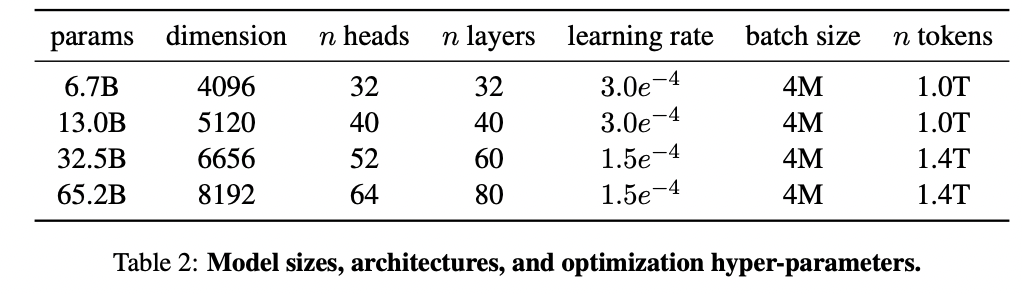 params dimension n heads n layers learning rate batch size n tokens
6.7B 4096 32 32 3.0e⁻⁴ 4M 1.0T
13.0B 5120 40 40 3.0e⁻⁴ 4M 1.0T
32.5B 6656 52 60 1.5e⁻⁴ 4M 1.4T
65.2B 8192 64 80 1.5e⁻⁴ 4M 1.4T
Table 2: Model sizes, architectures, and optimization hyper-parameters.